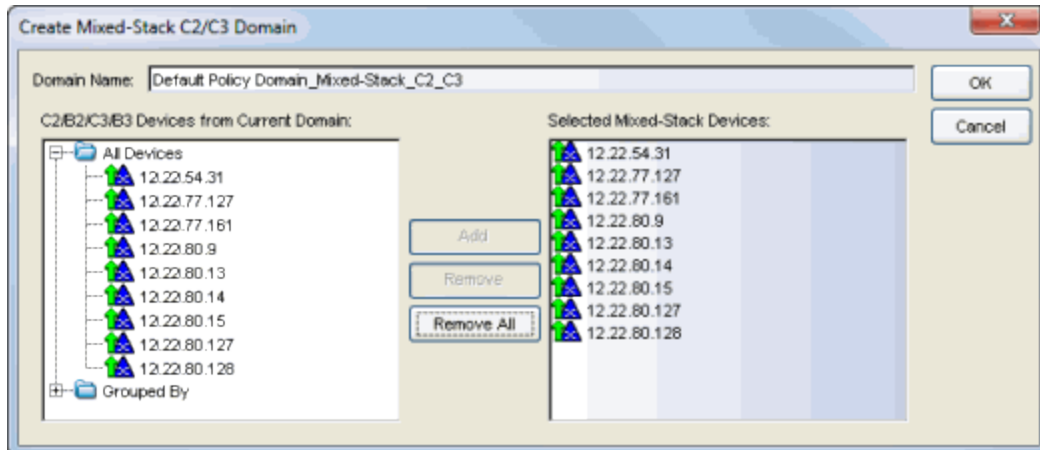 Create Mixed-Stack C2/C3 Domain
Domain Name: Default Policy Domain_Mixed-Stack_C2_C3
OK
Cancel
C2/B2/C3/B3 Devices from Current Domain:
All Devices
12.22.54.31
12.22.77.127
12.22.77.161
12.22.80.9
12.22.80.13
12.22.80.14
12.22.80.15
12.22.80.127
12.22.80.128
Grouped By
Add
Remove
Remove All
Selected Mixed-Stack Devices:
12.22.54.31
12.22.77.127
12.22.77.161
12.22.80.9
12.22.80.13
12.22.80.14
12.22.80.15
12.22.80.127
12.22.80.128